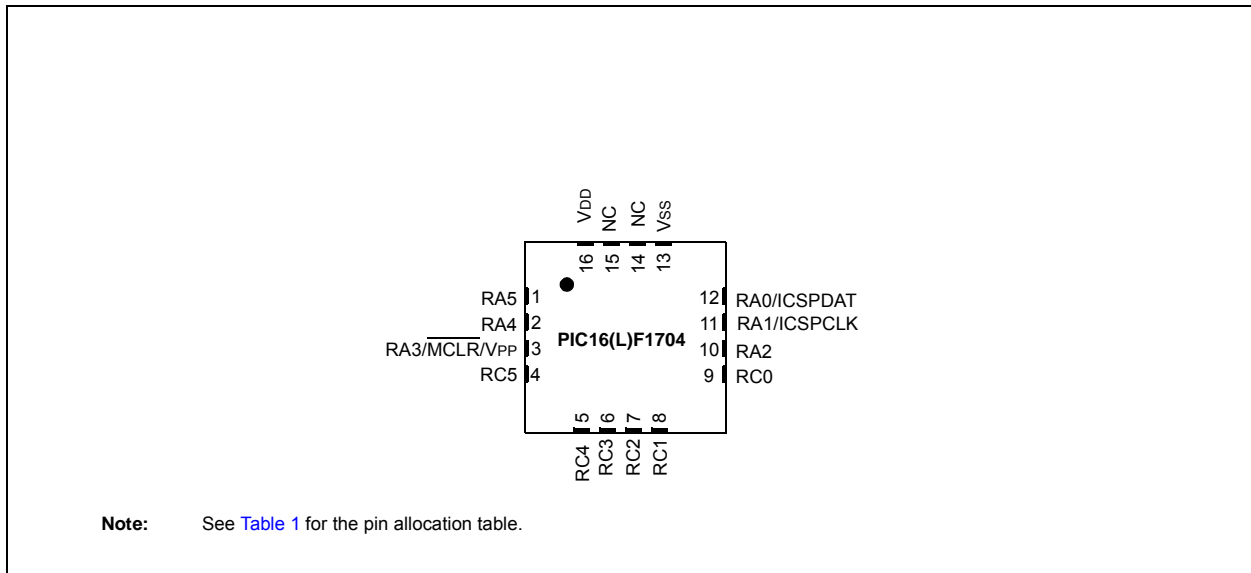 VDD
NC
NC
VSS
16
15
14
13
RA5 1
RA4 2
RA3/MCLR/VPP 3
RC5 4
PIC16(L)F1704
12 RA0/ICSPDAT
11 RA1/ICSPCLK
10 RA2
9 RC0
5
6
7
8
RC4
RC3
RC2
RC1
Note: See Table 1 for the pin allocation table.